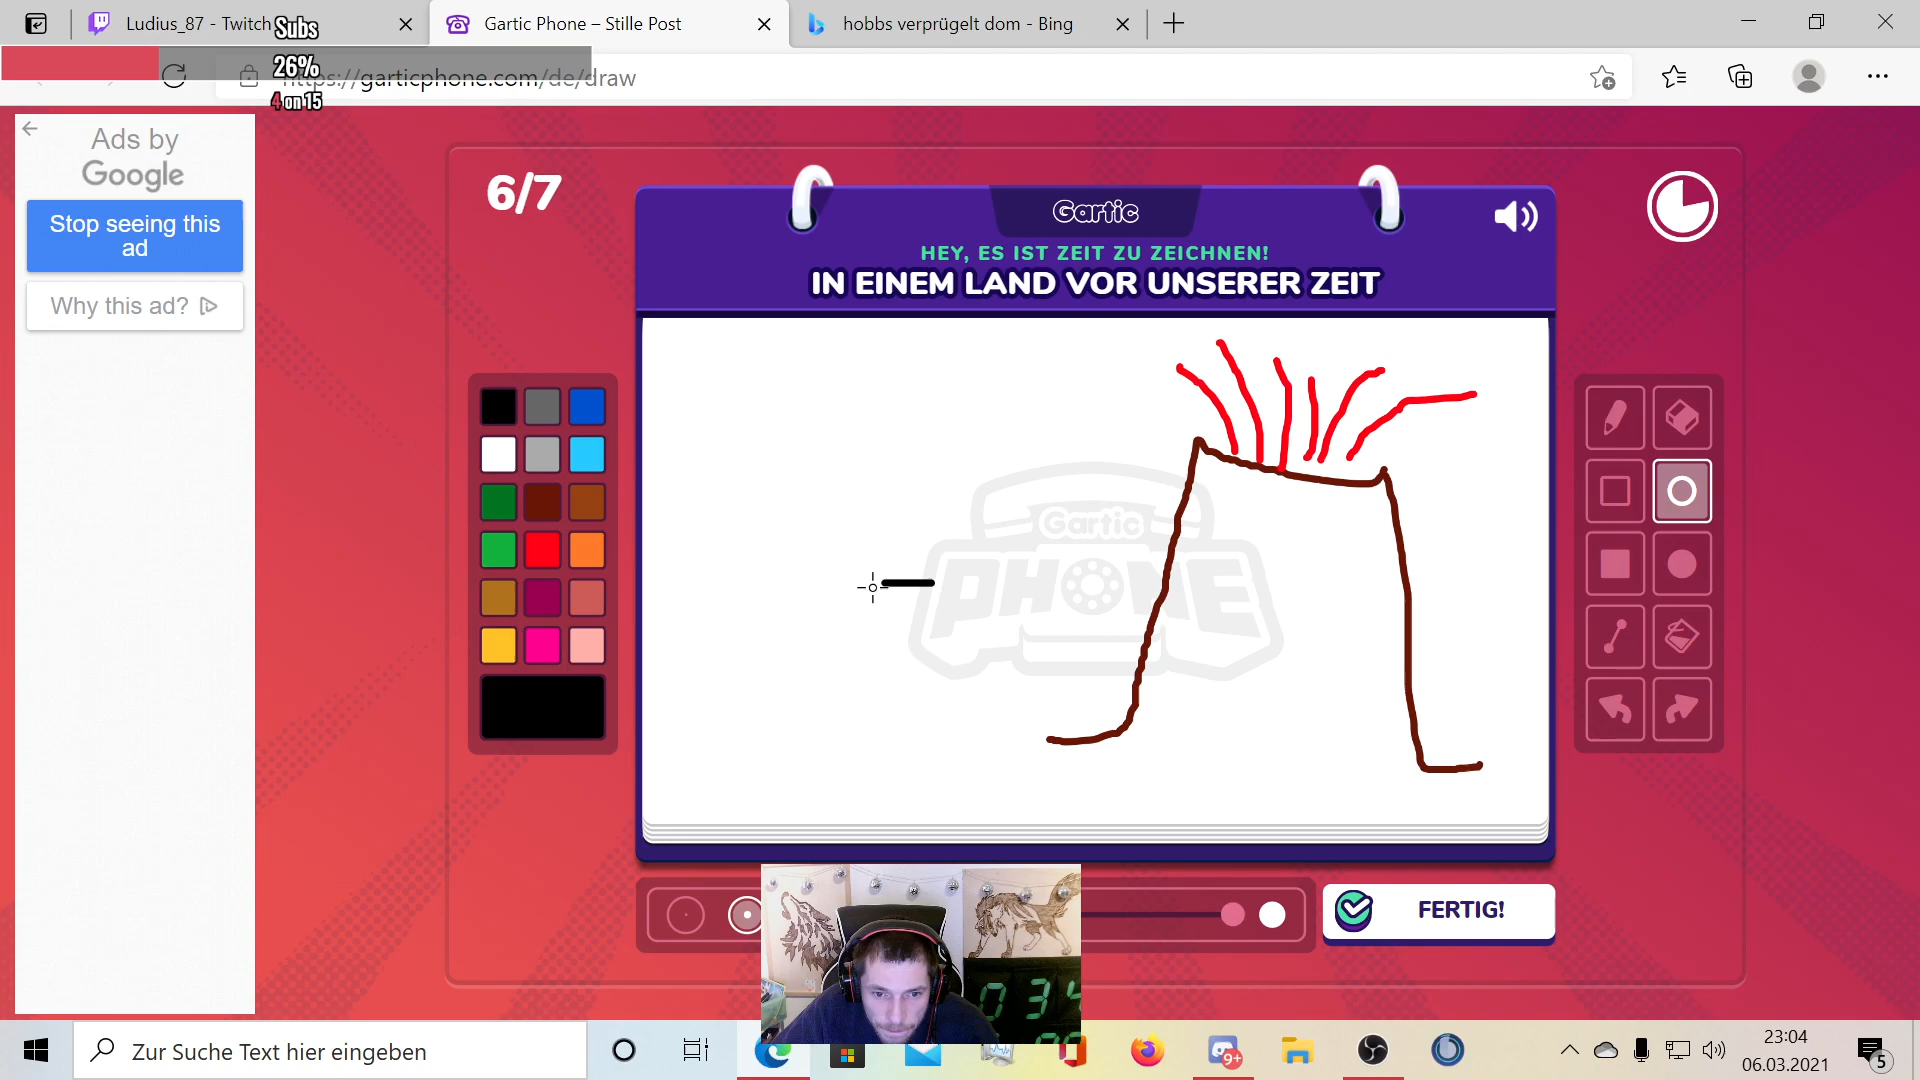 Ludius_87 - Twitch
Subs
Gartic Phone – Stille Post
hobbs verprügelt dom - Bing
26%
https://garticphone.com/de/draw
4 on 15
Ads by
Google
Stop seeing this
ad
Why this ad?
6/7
Gartic
HEY, ES IST ZEIT ZU ZEICHNEN!
IN EINEM LAND VOR UNSERER ZEIT
Gartic
PHONE
FERTIG!
034
Zur Suche Text hier eingeben
9+
23:04
06.03.2021
5